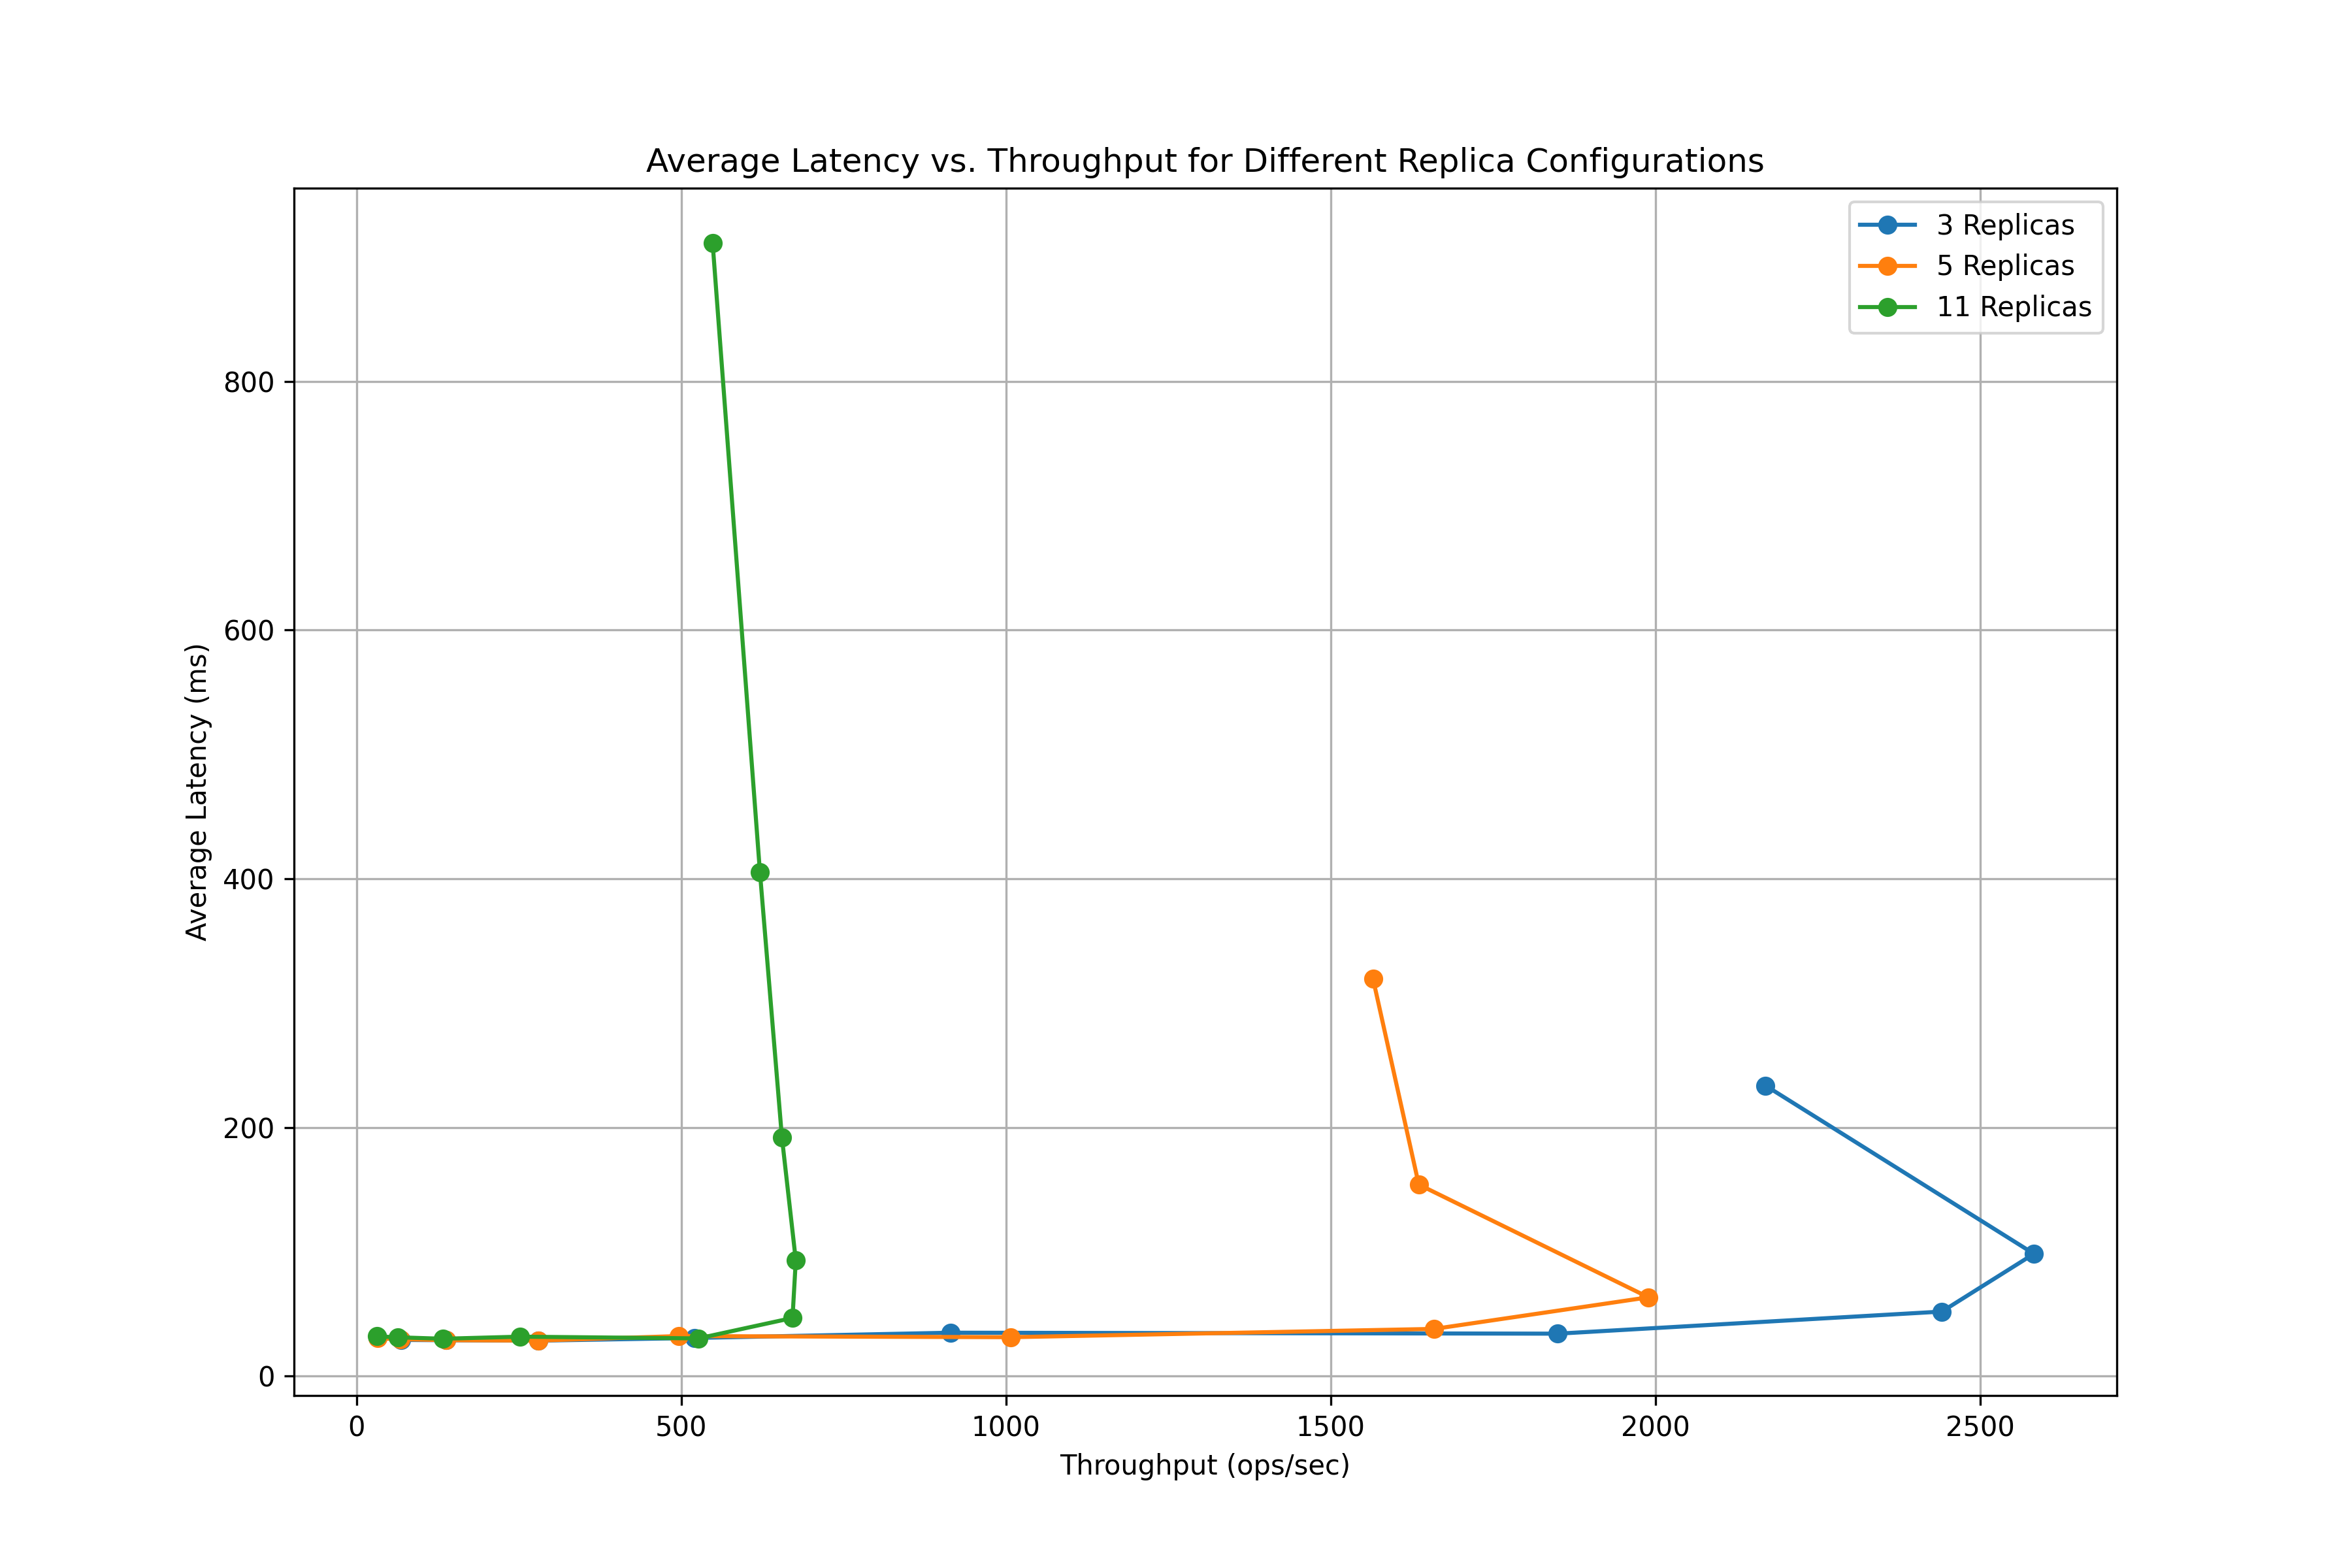 Average Latency vs. Throughput for Different Replica Configurations
3 Replicas
5 Replicas
11 Replicas
800
600
400
200
0
Average Latency (ms)
0 500 1000 1500 2000 2500
Throughput (ops/sec)